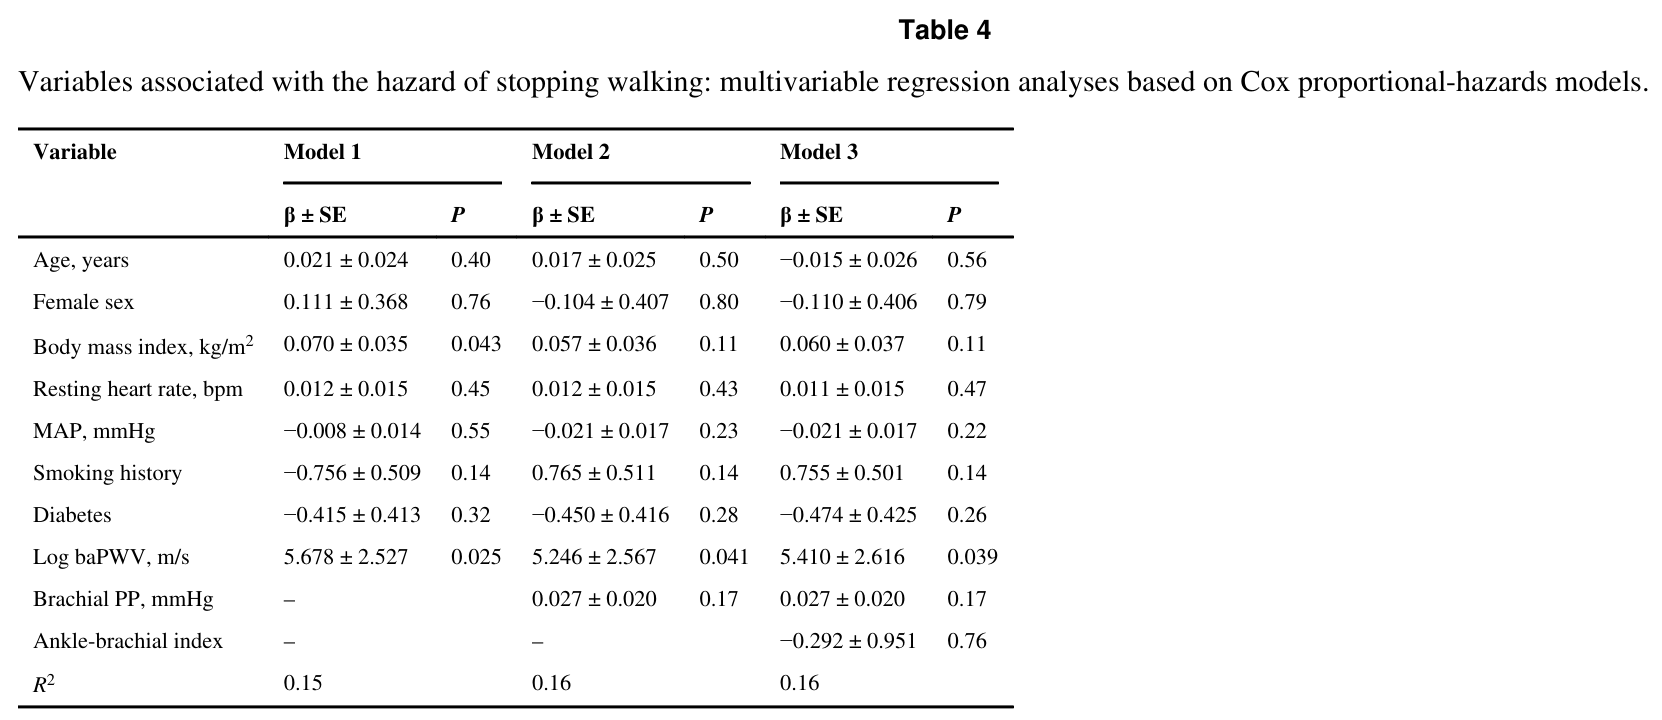 Table 4
Variables associated with the hazard of stopping walking: multivariable regression analyses based on Cox proportional-hazards models.
Variable Model 1 Model 2 Model 3
β ± SE P β ± SE P β ± SE P
Age, years 0.021 ± 0.024 0.40 0.017 ± 0.025 0.50 −0.015 ± 0.026 0.56
Female sex 0.111 ± 0.368 0.76 −0.104 ± 0.407 0.80 −0.110 ± 0.406 0.79
Body mass index, kg/m² 0.070 ± 0.035 0.043 0.057 ± 0.036 0.11 0.060 ± 0.037 0.11
Resting heart rate, bpm 0.012 ± 0.015 0.45 0.012 ± 0.015 0.43 0.011 ± 0.015 0.47
MAP, mmHg −0.008 ± 0.014 0.55 −0.021 ± 0.017 0.23 −0.021 ± 0.017 0.22
Smoking history −0.756 ± 0.509 0.14 0.765 ± 0.511 0.14 0.755 ± 0.501 0.14
Diabetes −0.415 ± 0.413 0.32 −0.450 ± 0.416 0.28 −0.474 ± 0.425 0.26
Log baPWV, m/s 5.678 ± 2.527 0.025 5.246 ± 2.567 0.041 5.410 ± 2.616 0.039
Brachial PP, mmHg – 0.027 ± 0.020 0.17 0.027 ± 0.020 0.17
Ankle-brachial index – – −0.292 ± 0.951 0.76
R² 0.15 0.16 0.16